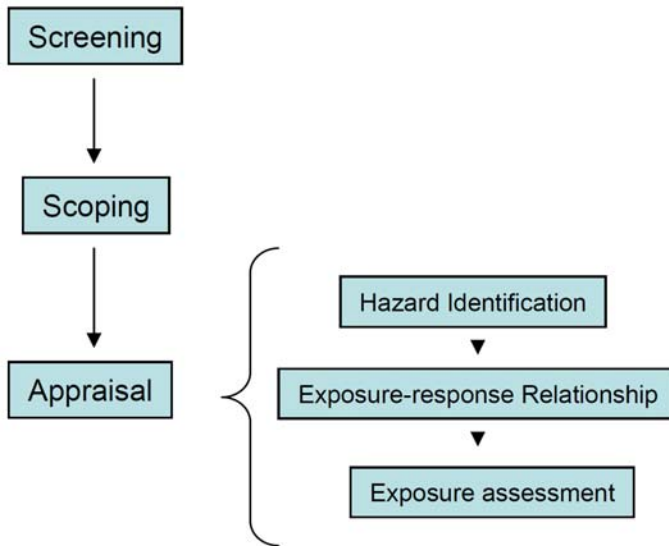 Screening
Scoping
Appraisal
Hazard Identification
Exposure-response Relationship
Exposure assessment